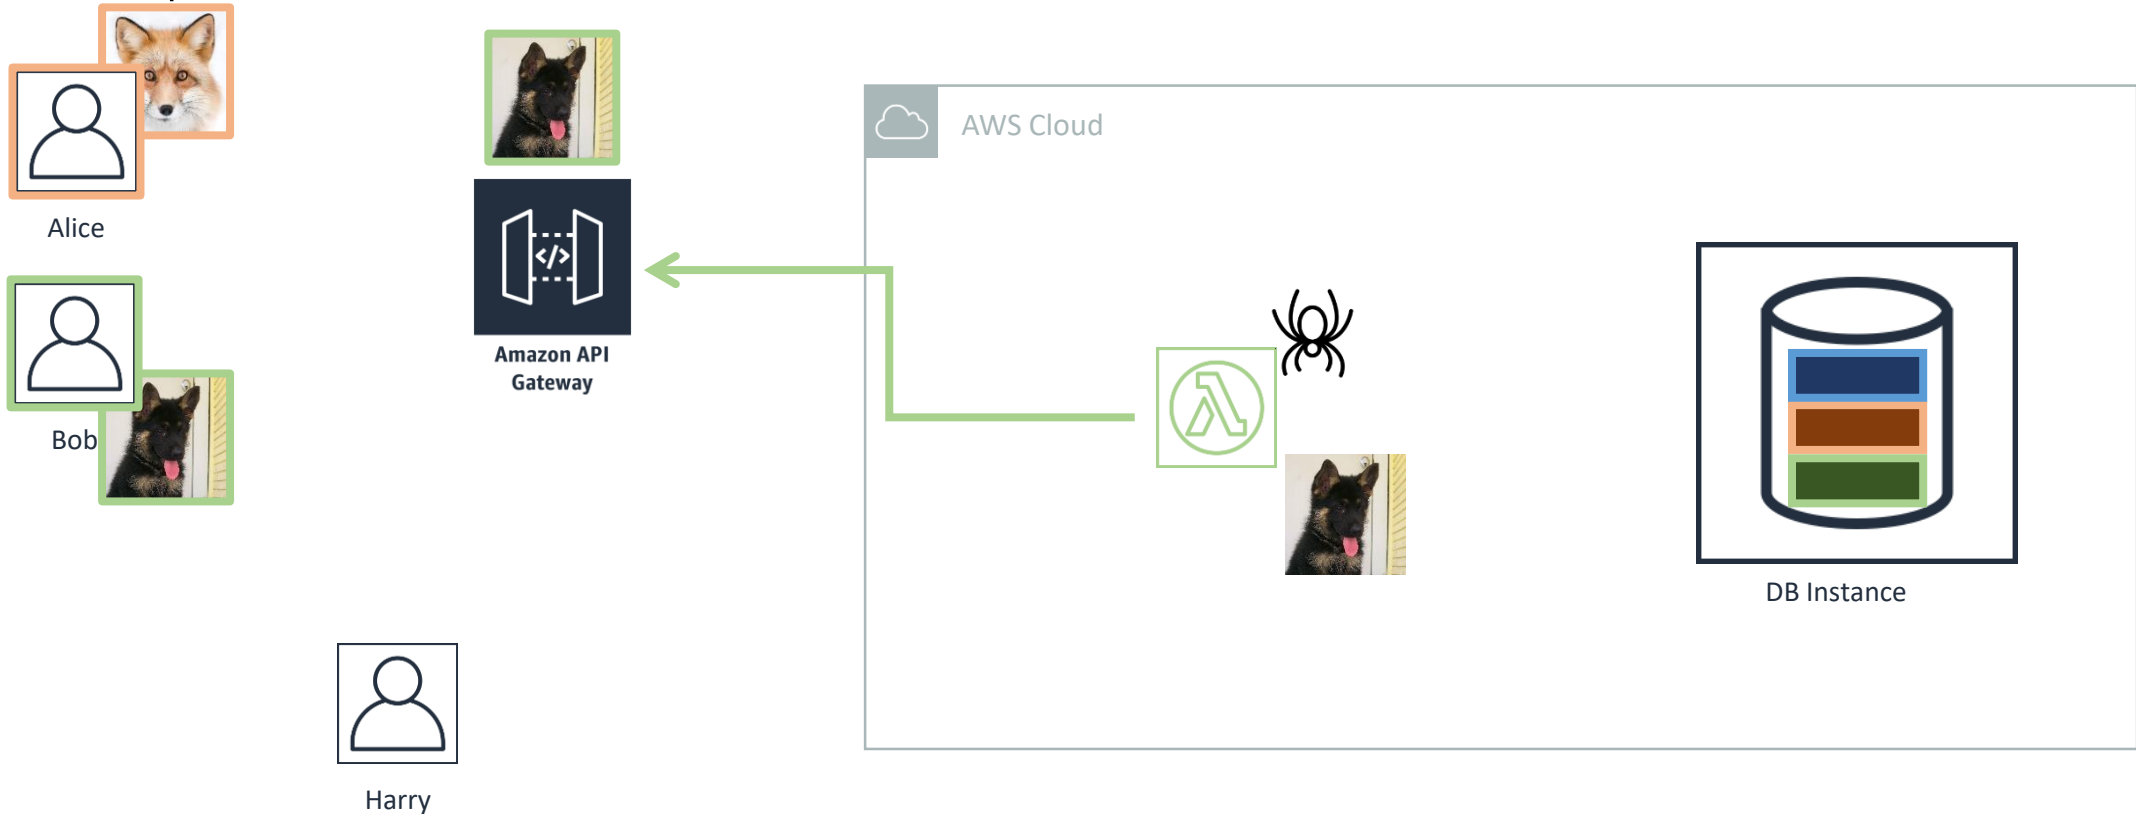 AWS Cloud
Alice
</>
Amazon API
Gateway
Bob
DB Instance
Harry